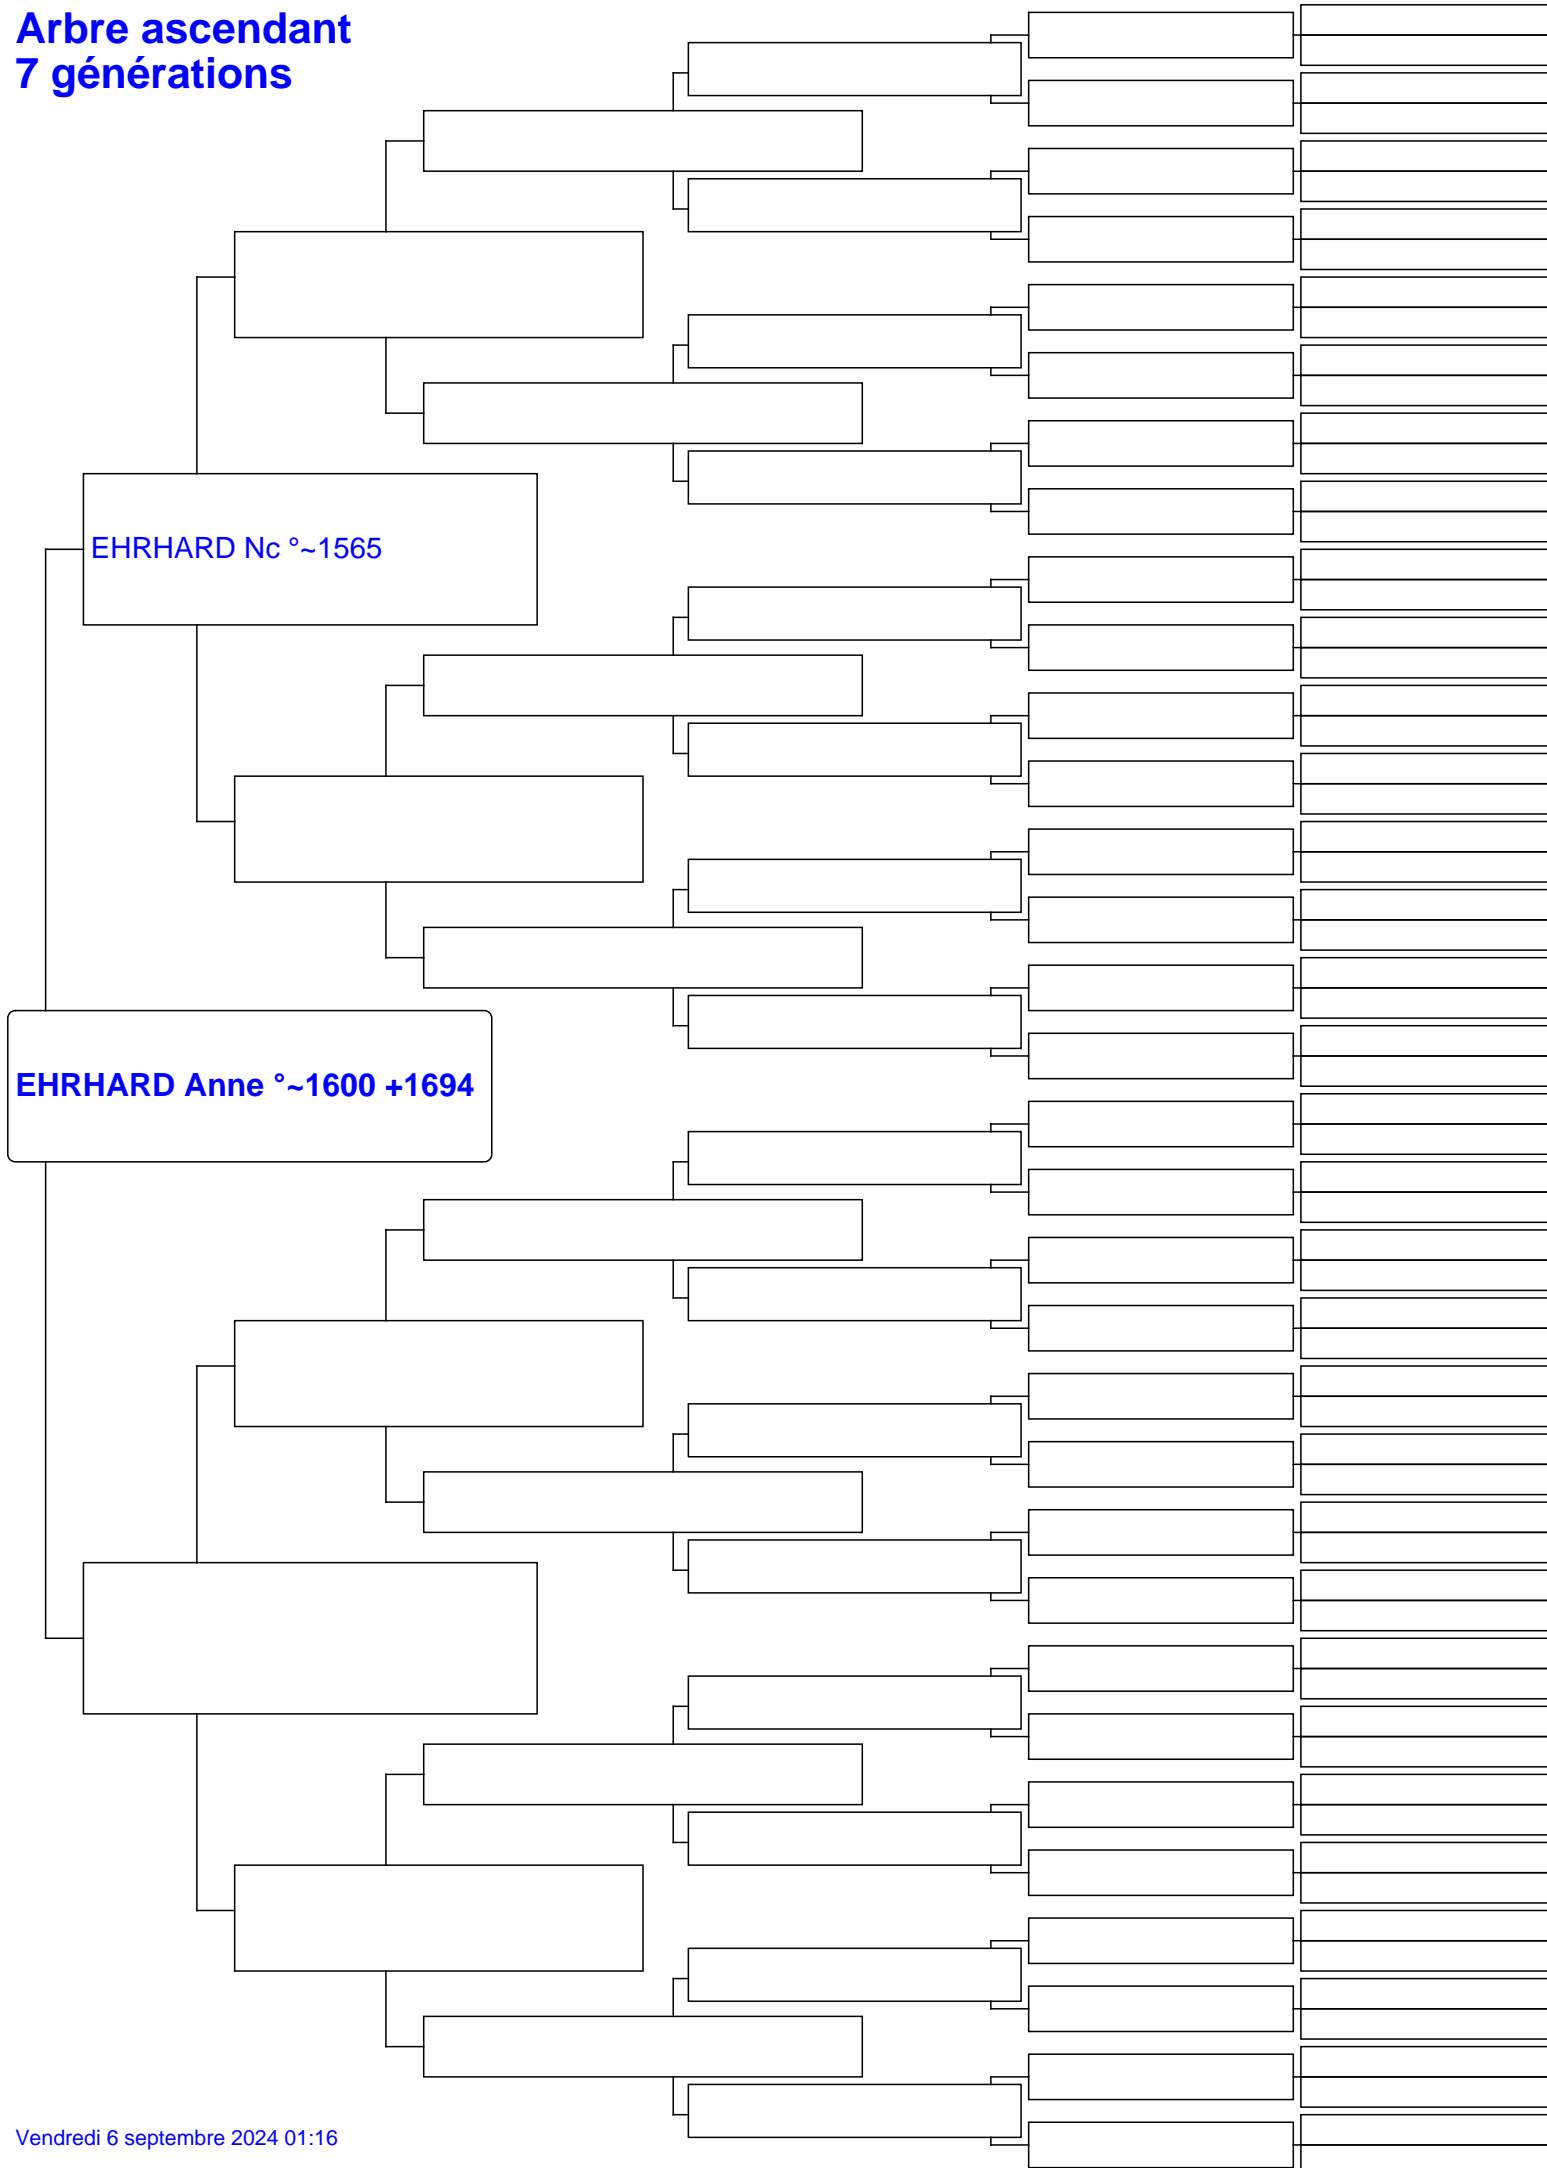 Arbre ascendant
7 générations
EHRHARD Nc °~1565
EHRHARD Anne °~1600 +1694
Vendredi 6 septembre 2024 01:16